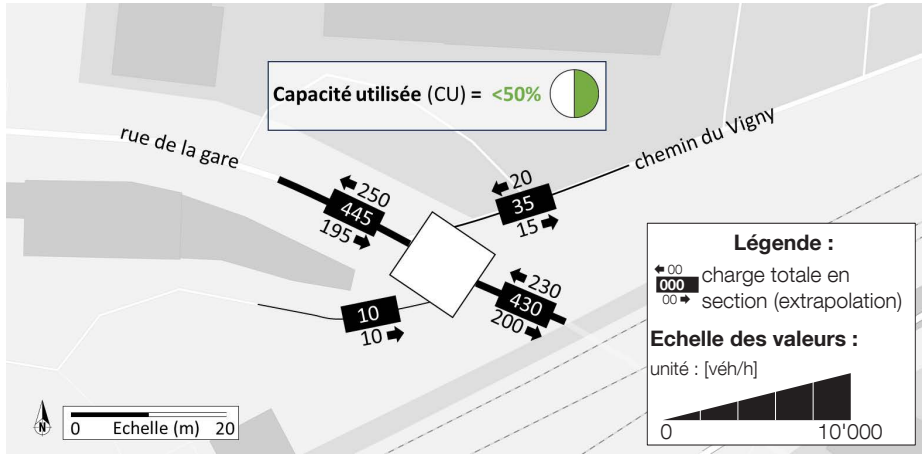 Capacité utilisée (CU) = <50%
rue de la gare
chemin du Vigny
← 250
445
195 →
← 20
35
15 →
← 230
430
200 →
10
10 →
Légende :
← 00
000
00 →
charge totale en
section (extrapolation)
Echelle des valeurs :
unité : [véh/h]
0 10'000
N
0 Echelle (m) 20